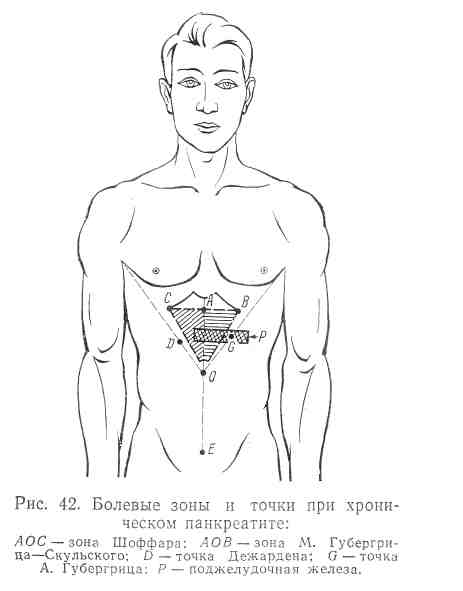 C A B
D G P
O
E
Рис. 42. Болевые зоны и точки при хрони-
ческом панкреатите:
AOC — зона Шоффара; AOB — зона М. Губергри-
ца—Скульского; D — точка Дежардена; G — точка
А. Губергрица; P — поджелудочная железа.